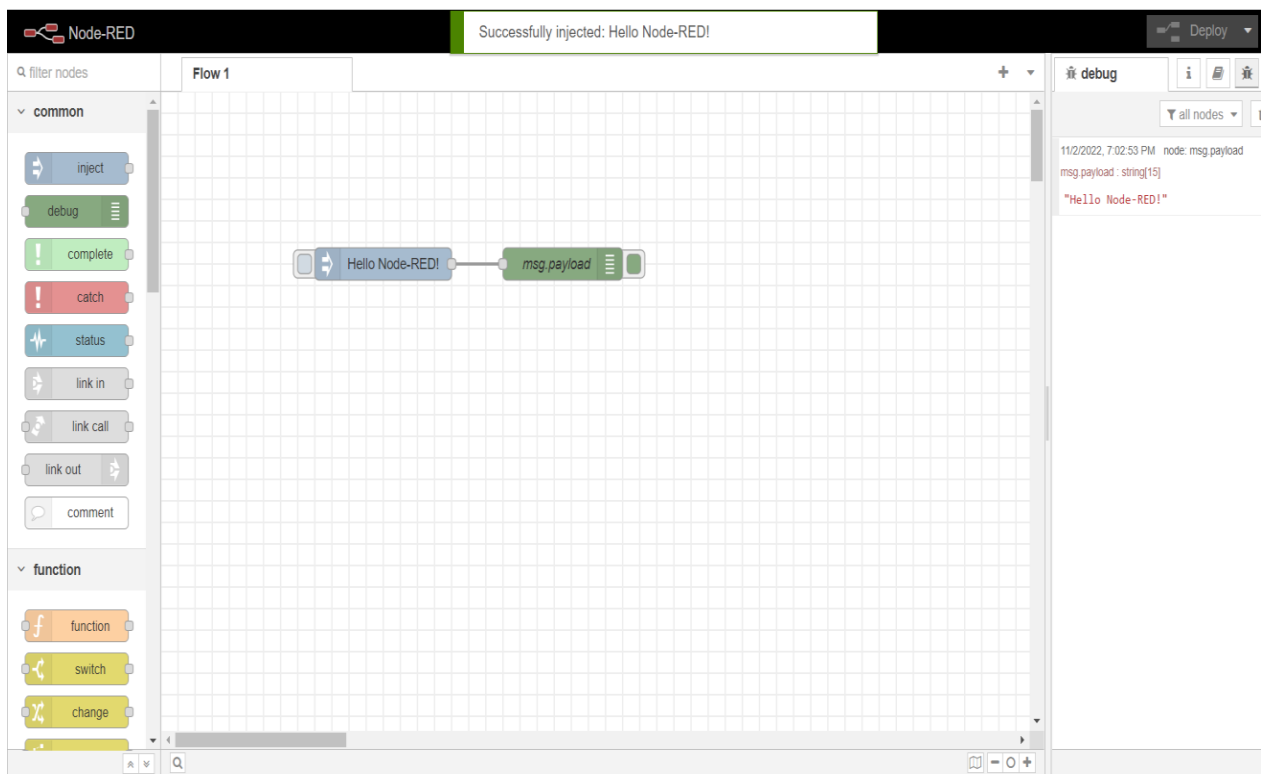 Node-RED
Successfully injected: Hello Node-RED!
Deploy
filter nodes
Flow 1
debug
i
common
all nodes
inject
debug
complete
catch
status
link in
link call
link out
comment
function
function
switch
change
Hello Node-RED!
msg.payload
11/2/2022, 7:02:53 PM node: msg.payload
msg.payload : string[15]
"Hello Node-RED!"